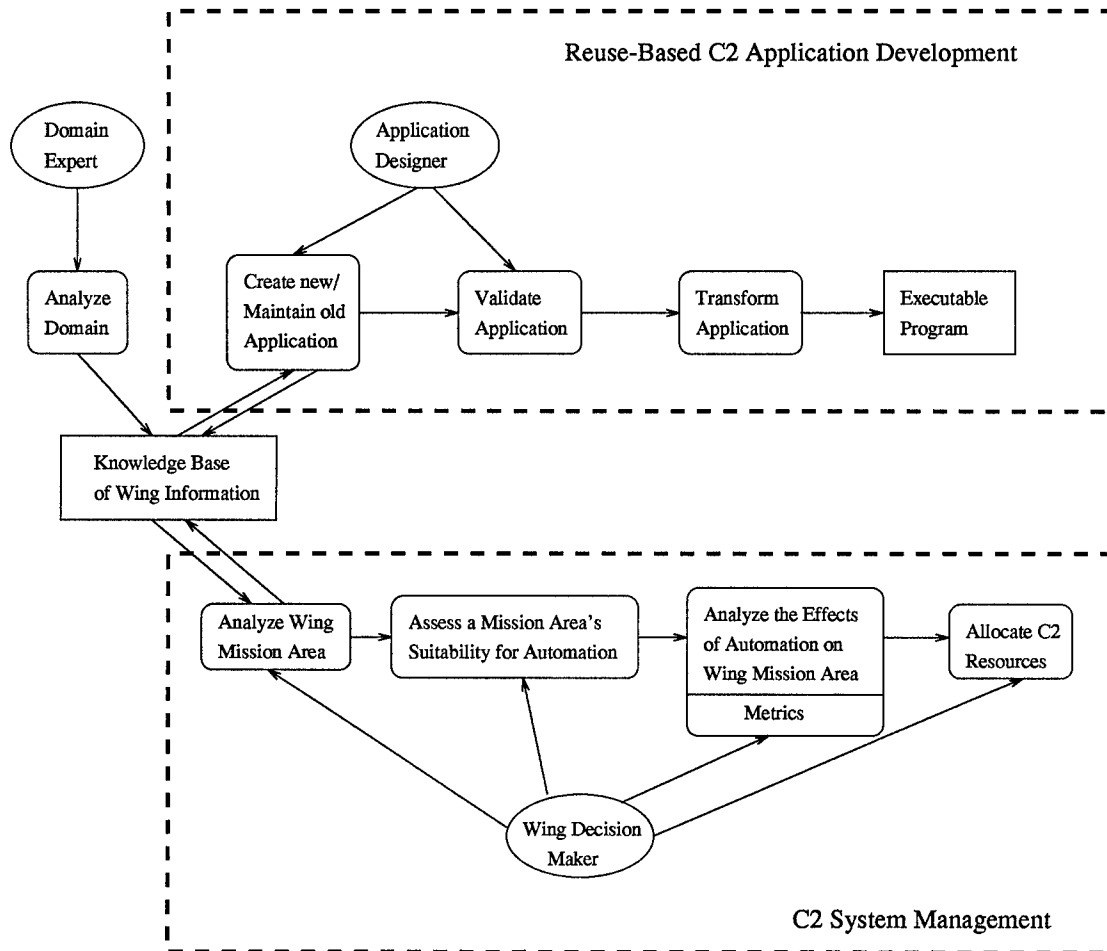 Reuse-Based C2 Application Development
Domain
Expert
Application
Designer
Analyze
Domain
Create new/
Maintain old
Application
Validate
Application
Transform
Application
Executable
Program
Knowledge Base
of Wing Information
Analyze Wing
Mission Area
Assess a Mission Area's
Suitability for Automation
Analyze the Effects
of Automation on
Wing Mission Area
Metrics
Allocate C2
Resources
Wing Decision
Maker
C2 System Management